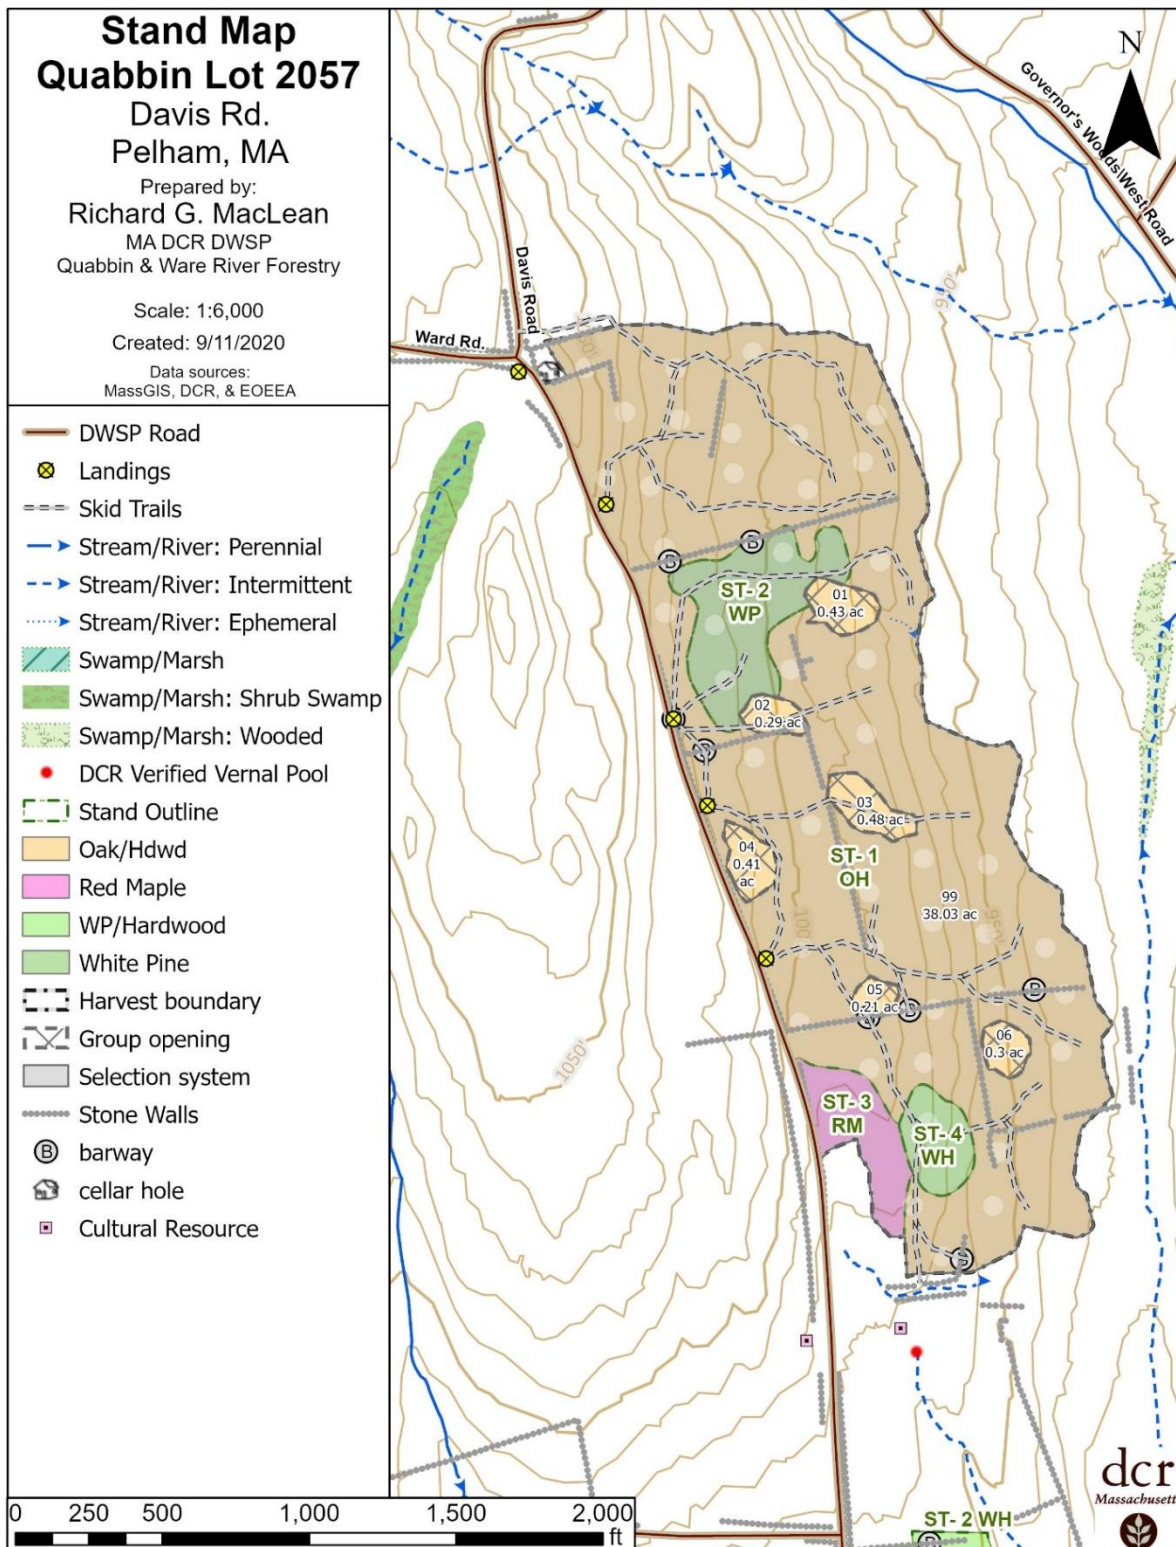 Stand Map
Quabbin Lot 2057
Davis Rd.
Pelham, MA
Prepared by:
Richard G. MacLean
MA DCR DWSP
Quabbin & Ware River Forestry
Scale: 1:6,000
Created: 9/11/2020
Data sources:
MassGIS, DCR, & EOEEA
DWSP Road
Landings
Skid Trails
Stream/River: Perennial
Stream/River: Intermittent
Stream/River: Ephemeral
Swamp/Marsh
Swamp/Marsh: Shrub Swamp
Swamp/Marsh: Wooded
DCR Verified Vernal Pool
Stand Outline
Oak/Hdwd
Red Maple
WP/Hardwood
White Pine
Harvest boundary
Group opening
Selection system
Stone Walls
B barway
cellar hole
Cultural Resource
0 250 500 1,000 1,500 2,000
ft
N
Governor's Woods\West Road
Davis Road
Ward Rd.
950'
B
B
ST- 2
WP
01
0.43 ac
02
0.29 ac
03
0.48 ac
04
0.41
ac
ST- 1
OH
99
38.03 ac
100'
950'
05
0.21 ac
B
B
06
0.3 ac
1050'
ST- 3
RM
ST- 4
WH
ST- 2 WH
dcr
Massachusett